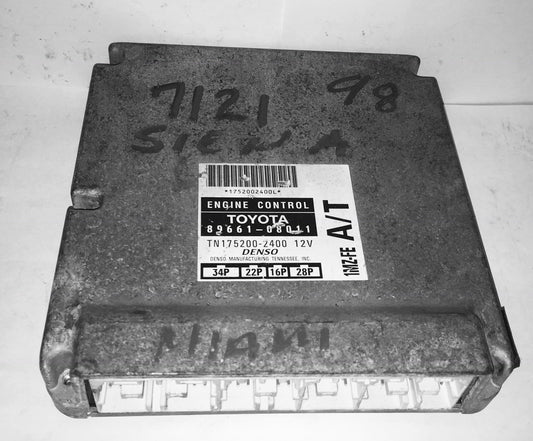 7121 98
SIENA
*1752002400L*
ENGINE CONTROL
TOYOTA
89661-08011
TN175200-2400 12V
DENSO
DENSO MANUFACTURING TENNESSEE, INC.
34P 22P 16P 28P
1MZ-FE A/T
MIAMI